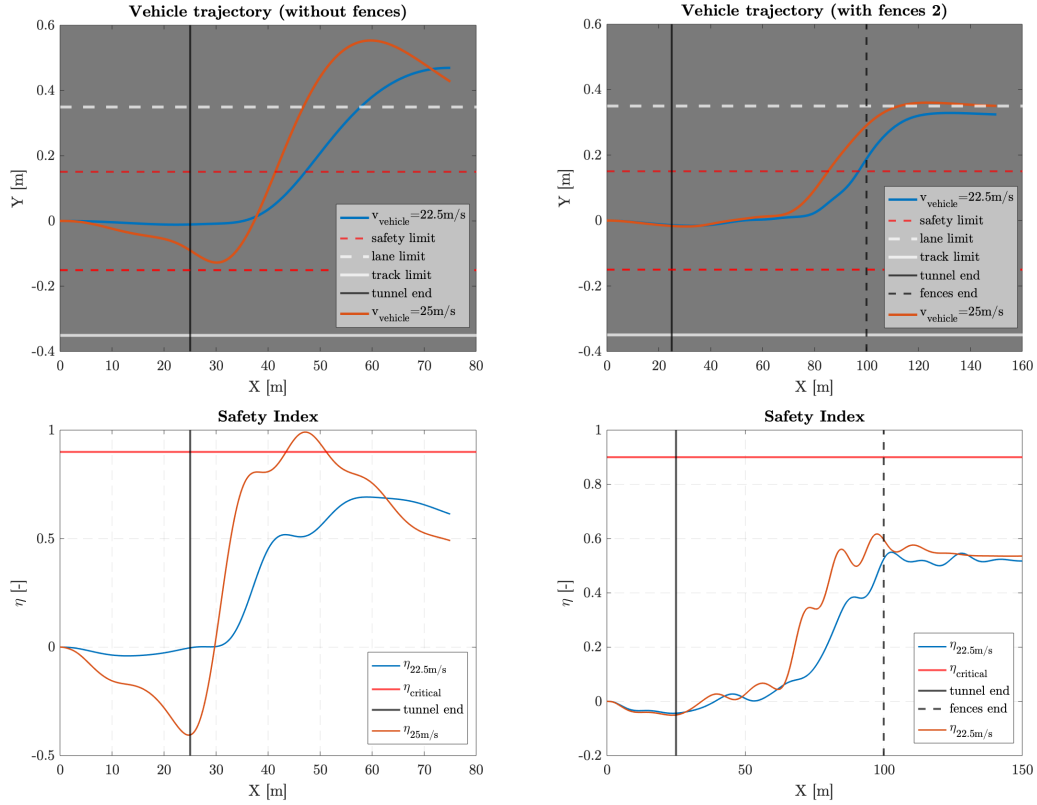 Vehicle trajectory (without fences)
0.6
0.4
0.2
0
-0.2
-0.4
Y [m]
0 10 20 30 40 50 60 70 80
X [m]
v_vehicle=22.5m/s
safety limit
lane limit
track limit
tunnel end
v_vehicle=25m/s
Vehicle trajectory (with fences 2)
0.6
0.4
0.2
0
-0.2
-0.4
Y [m]
0 20 40 60 80 100 120 140 160
X [m]
v_vehicle=22.5m/s
safety limit
lane limit
track limit
tunnel end
fences end
v_vehicle=25m/s
Safety Index
1
0.5
0
-0.5
η [-]
0 10 20 30 40 50 60 70 80
X [m]
η_22.5m/s
η_critical
tunnel end
η_25m/s
Safety Index
1
0.8
0.6
0.4
0.2
0
-0.2
η [-]
0 50 100 150
X [m]
η_22.5m/s
η_critical
tunnel end
fences end
η_22.5m/s